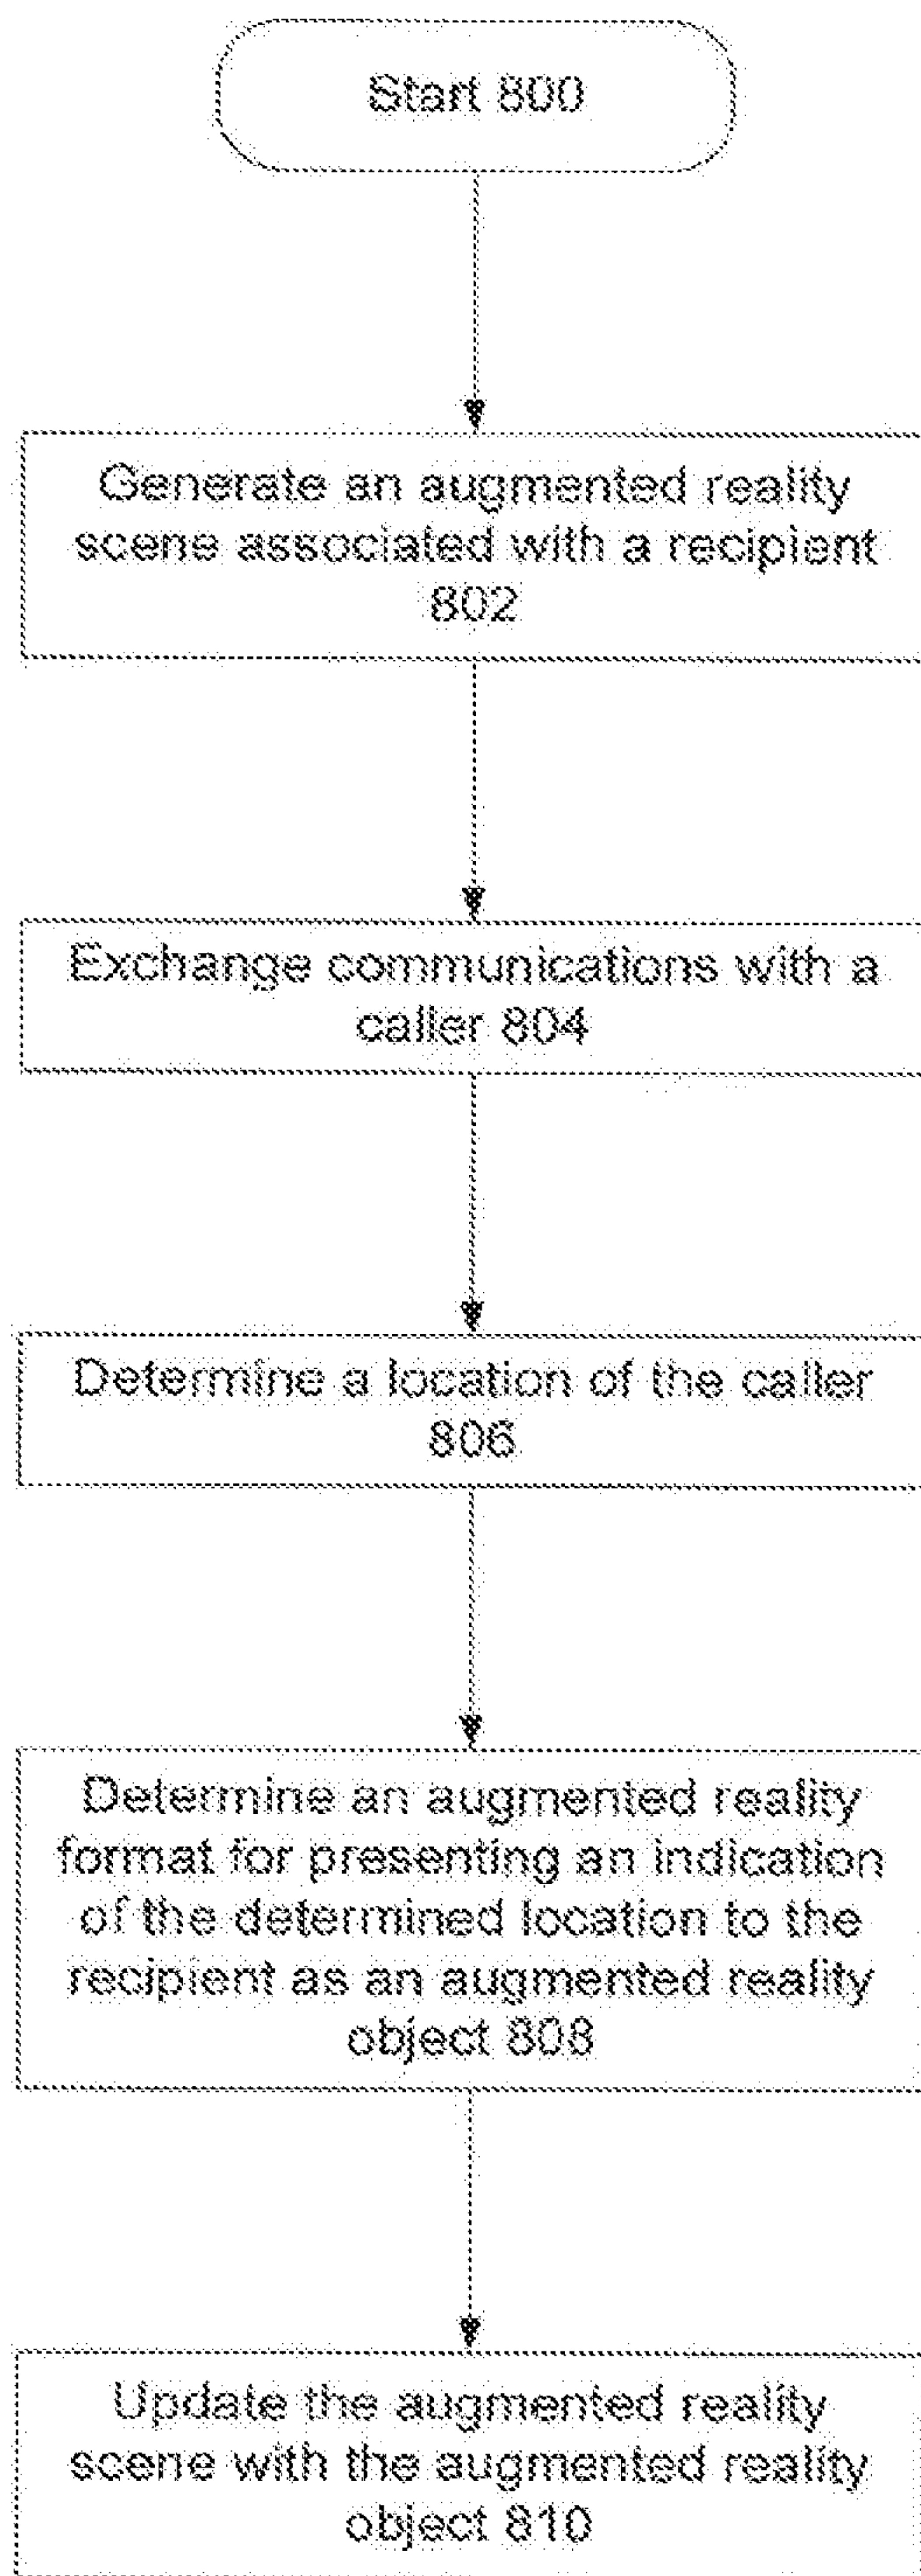 Start 800
Generate an augmented reality
scene associated with a recipient
802
Exchange communications with a
caller 804
Determine a location of the caller
806
Determine an augmented reality
format for presenting an indication
of the determined location to the
recipient as an augmented reality
object 808
Update the augmented reality
scene with the augmented reality
object 810